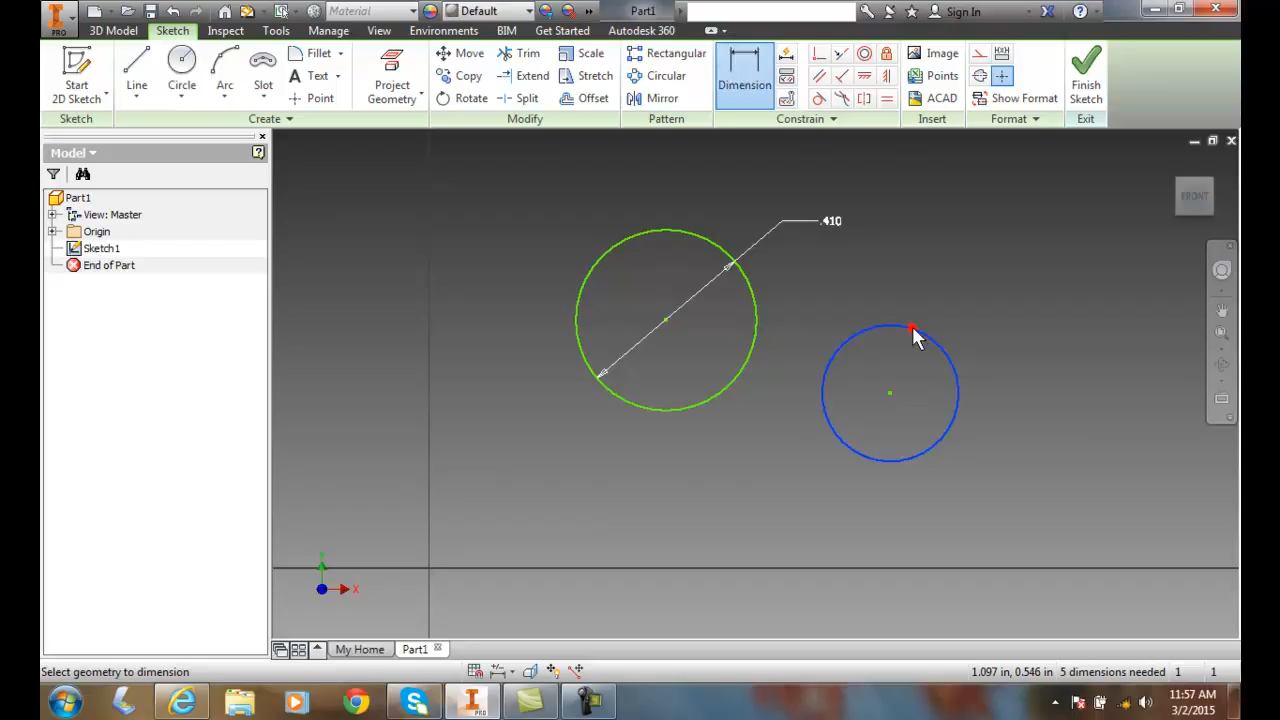 Material
Default
Part1
Sign In
PRO
3D Model
Sketch
Inspect
Tools
Manage
View
Environments
BIM
Get Started
Autodesk 360
Start
2D Sketch
Line
Circle
Arc
Slot
Fillet
Text
Point
Project
Geometry
Move
Copy
Rotate
Trim
Extend
Split
Scale
Stretch
Offset
Rectangular
Circular
Mirror
Dimension
Image
Points
ACAD
Show Format
Finish
Sketch
Sketch
Create
Modify
Pattern
Constrain
Insert
Format
Exit
Model
Part1
View: Master
Origin
Sketch1
End of Part
.410
FRONT
Y
X
My Home
Part1
Select geometry to dimension
1.097 in, 0.546 in
5 dimensions needed
1
1
PRO
11:57 AM
3/2/2015